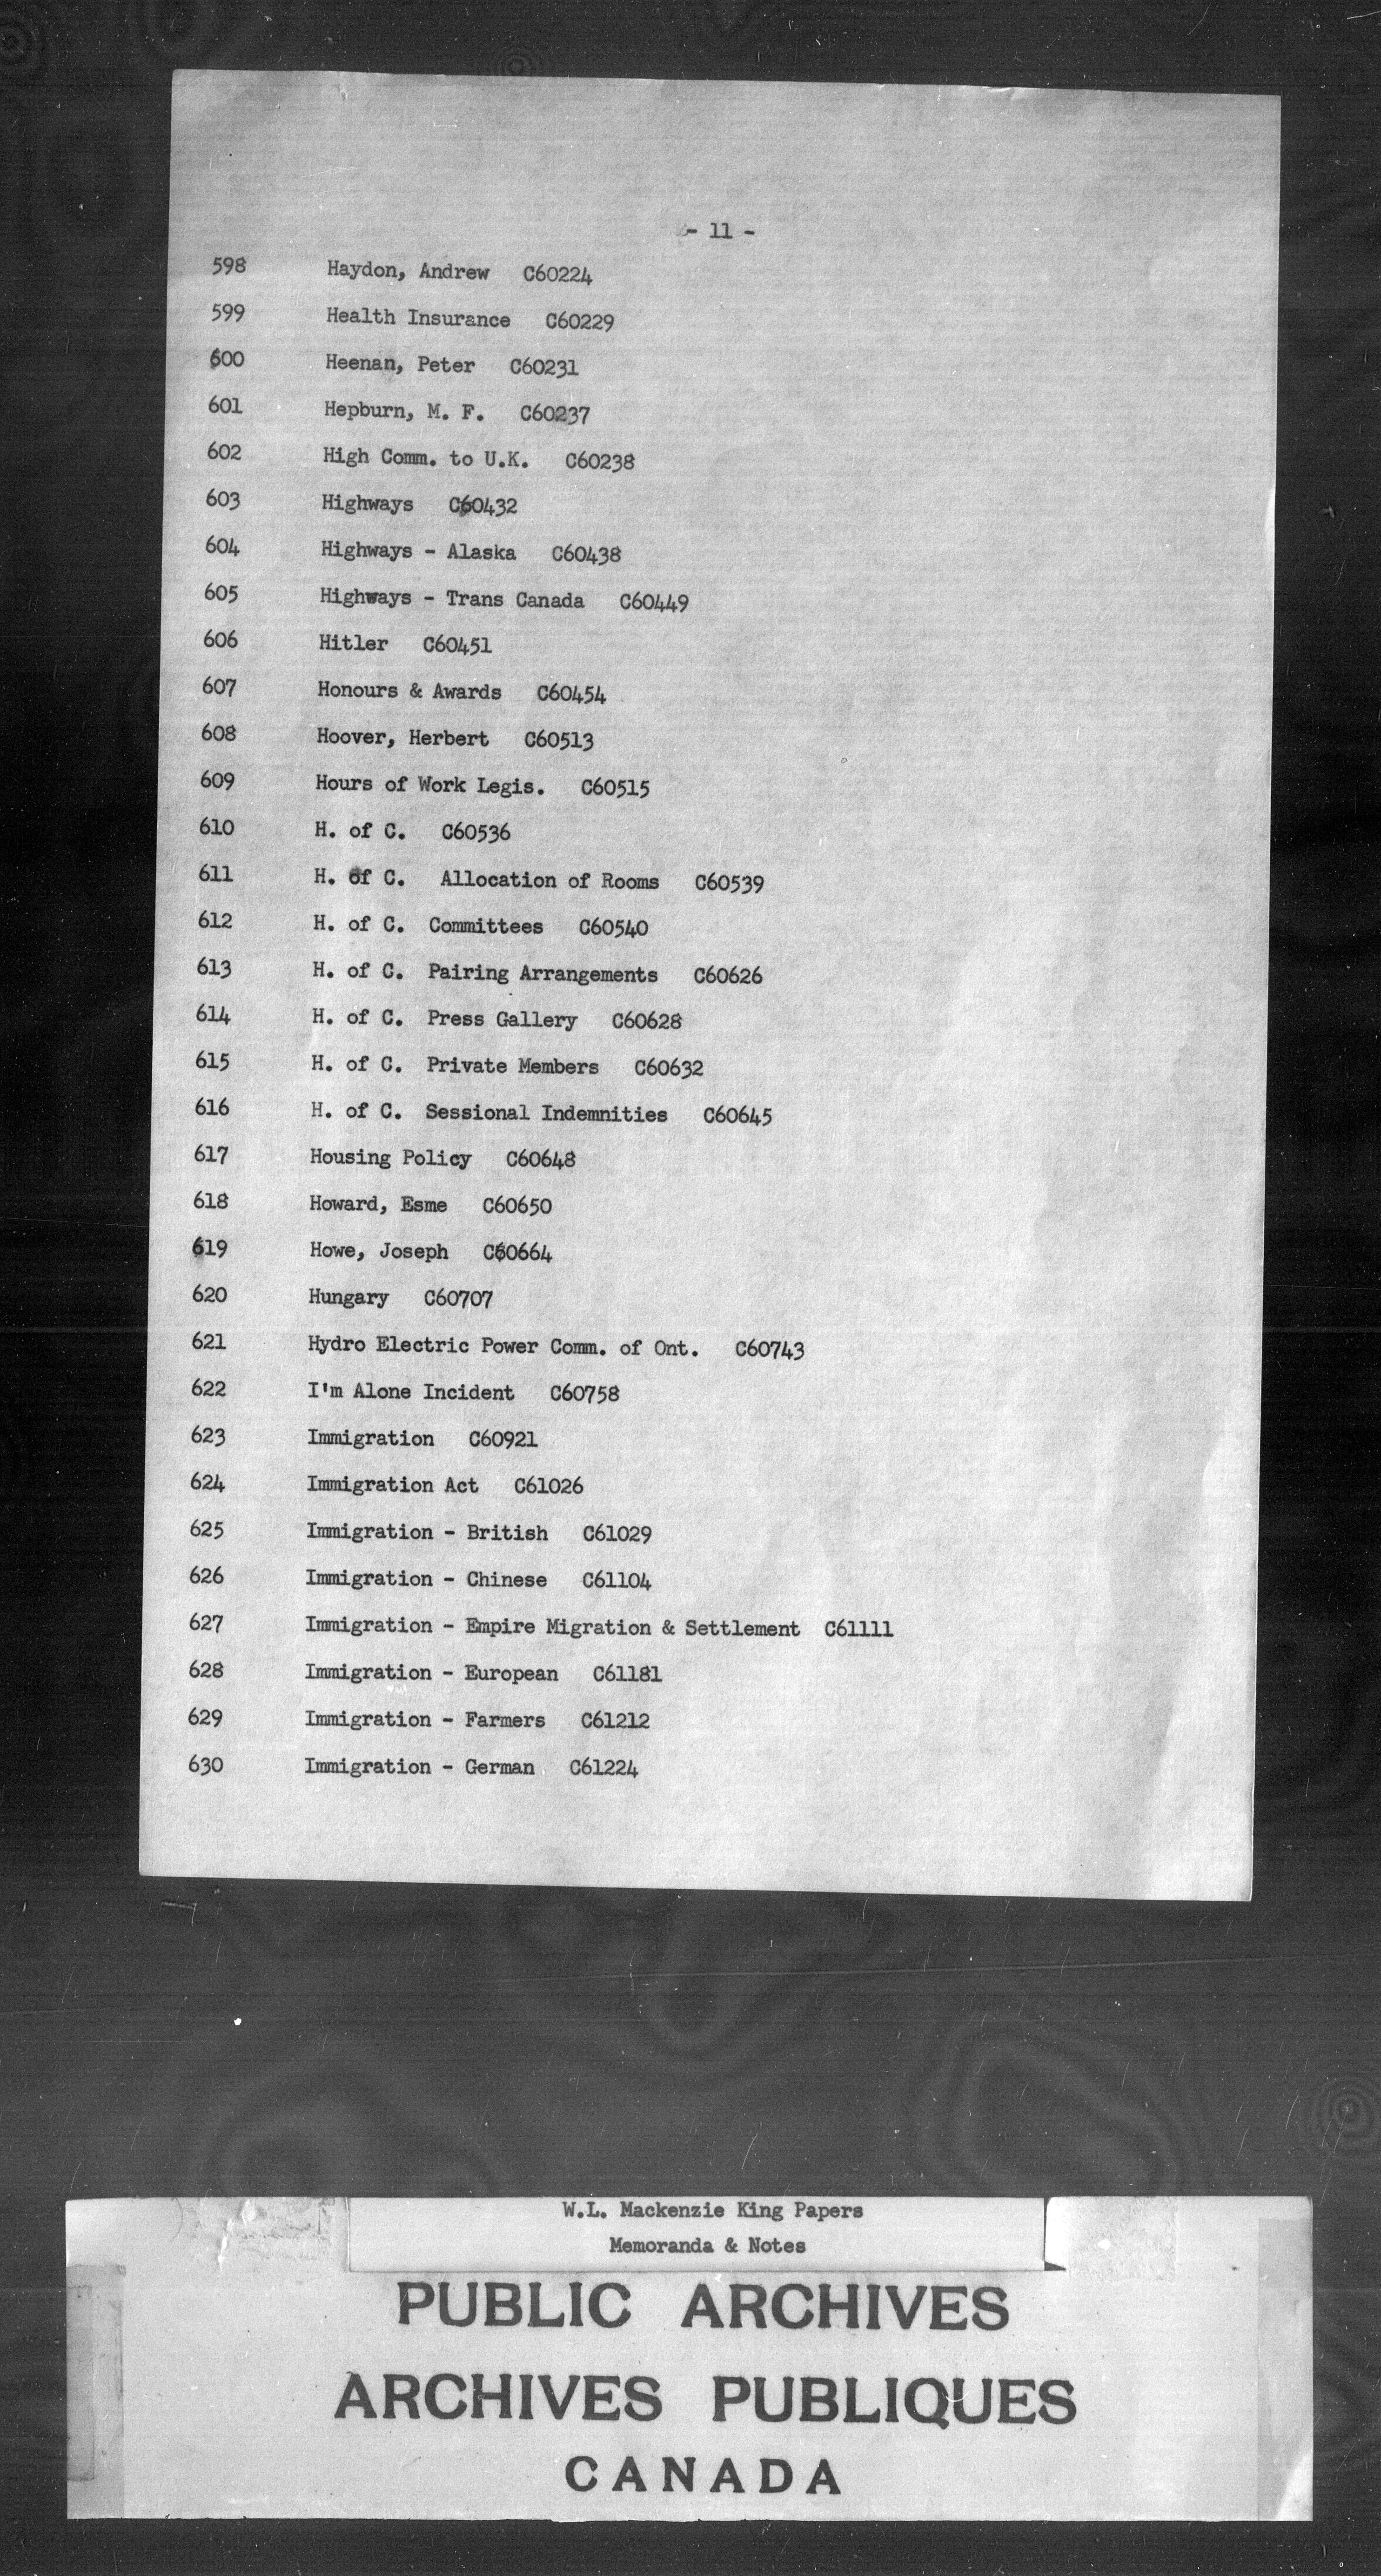 - 11 -
598 Haydon, Andrew C60224
599 Health Insurance C60229
600 Heenan, Peter C60231
601 Hepburn, M. F. C60237
602 High Comm. to U.K. C60238
603 Highways C60432
604 Highways - Alaska C60438
605 Highways - Trans Canada C60449
606 Hitler C60451
607 Honours & Awards C60454
608 Hoover, Herbert C60513
609 Hours of Work Legis. C60515
610 H. of C. C60536
611 H. of C. Allocation of Rooms C60539
612 H. of C. Committees C60540
613 H. of C. Pairing Arrangements C60626
614 H. of C. Press Gallery C60628
615 H. of C. Private Members C60632
616 H. of C. Sessional Indemnities C60645
617 Housing Policy C60648
618 Howard, Esme C60650
619 Howe, Joseph C60664
620 Hungary C60707
621 Hydro Electric Power Comm. of Ont. C60743
622 I'm Alone Incident C60758
623 Immigration C60921
624 Immigration Act C61026
625 Immigration - British C61029
626 Immigration - Chinese C61104
627 Immigration - Empire Migration & Settlement C61111
628 Immigration - European C61181
629 Immigration - Farmers C61212
630 Immigration - German C61224
W.L. Mackenzie King Papers
Memoranda & Notes
PUBLIC ARCHIVES
ARCHIVES PUBLIQUES
CANADA